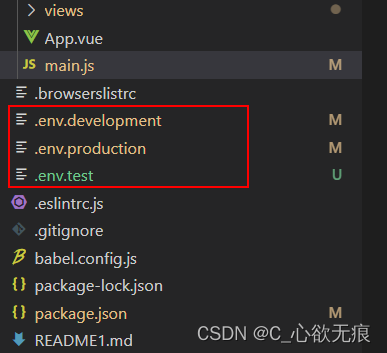 views
App.vue
JS main.js M
.browserslistrc
.env.development M
.env.production M
.env.test U
.eslintrc.js
.gitignore
babel.config.js
package-lock.json
package.json M
README1.md
CSDN @C_心欲无痕